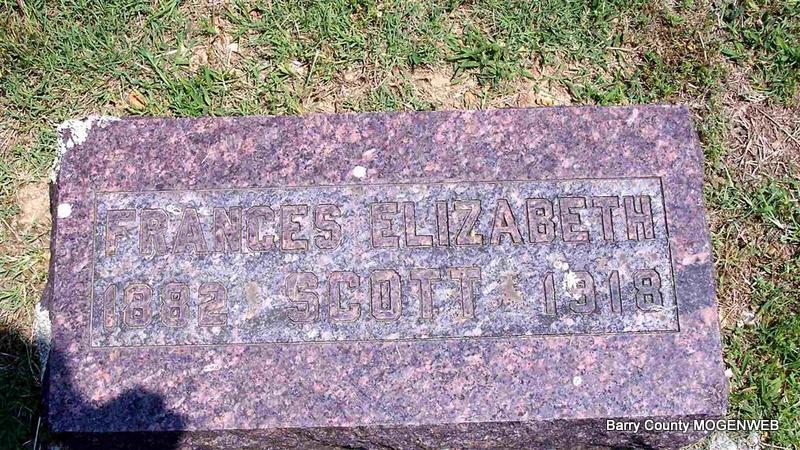 FRANCES ELIZABETH
1882 SCOTT 1918
Barry County MOGENWEB